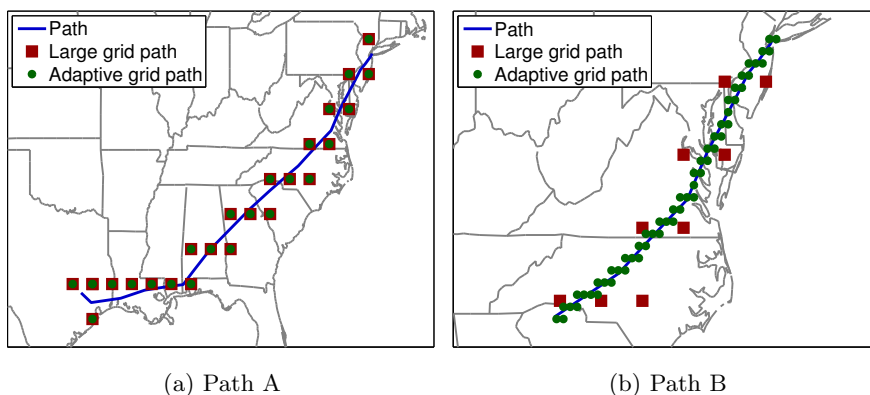 Path
Large grid path
Adaptive grid path
Path
Large grid path
Adaptive grid path
(a) Path A
(b) Path B